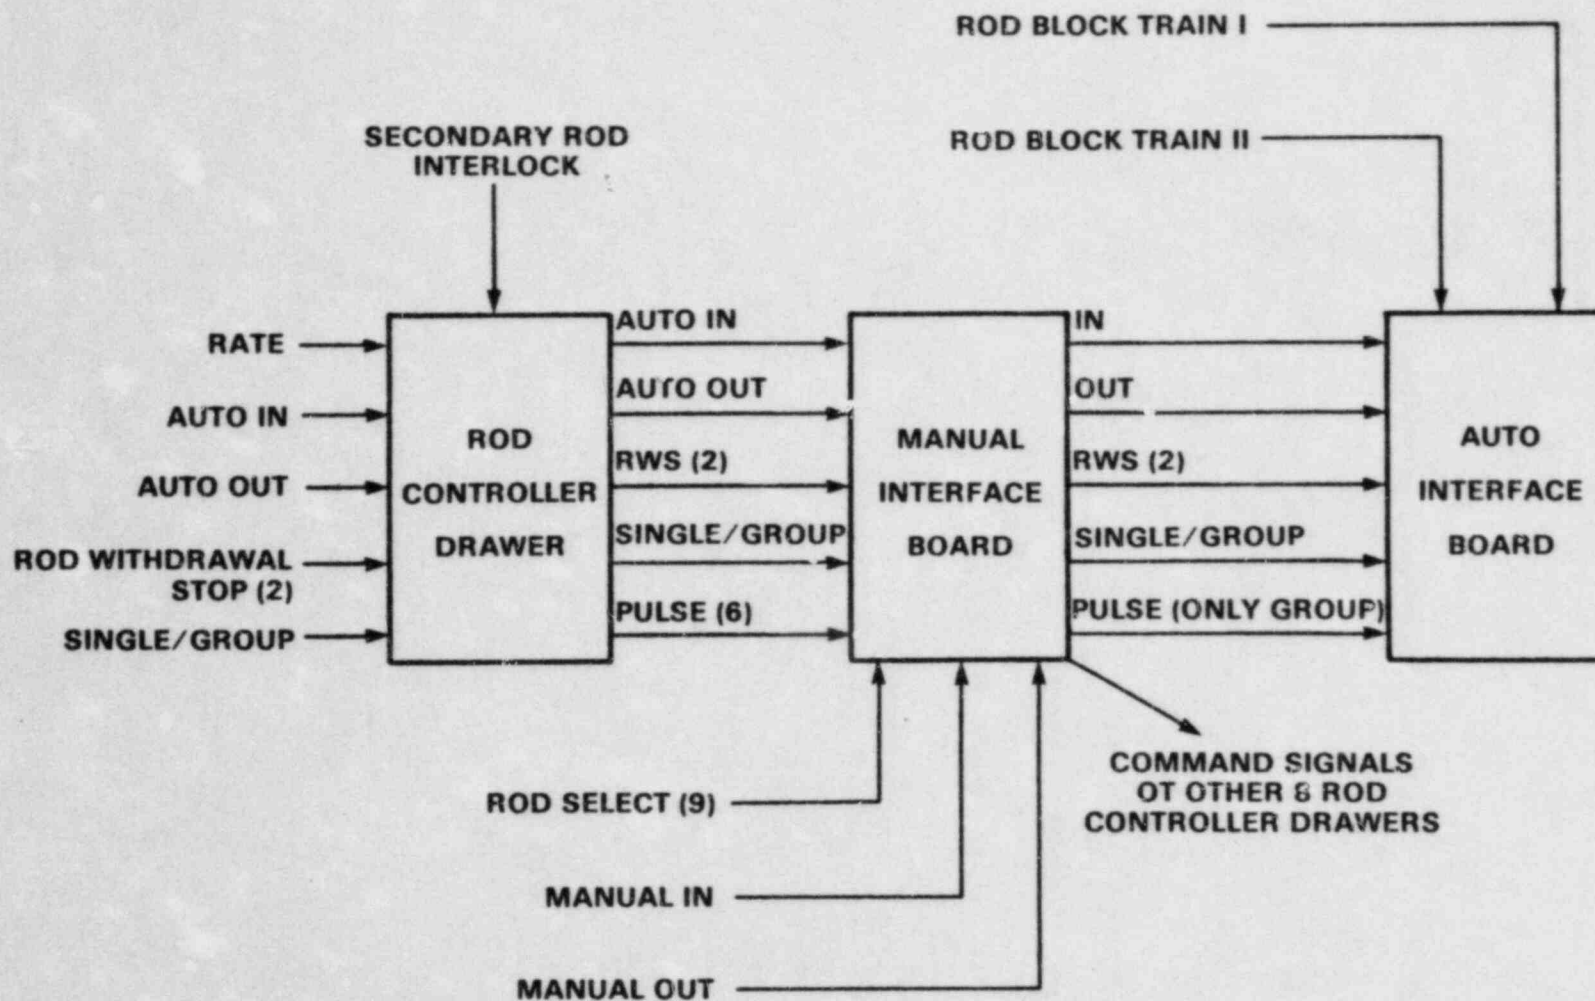 ROD BLOCK TRAIN I
ROD BLOCK TRAIN II
SECONDARY ROD
INTERLOCK
RATE
AUTO IN
AUTO OUT
ROD WITHDRAWAL
STOP (2)
SINGLE/GROUP
ROD
CONTROLLER
DRAWER
AUTO IN
AUTO OUT
RWS (2)
SINGLE/GROUP
PULSE (6)
MANUAL
INTERFACE
BOARD
IN
OUT
RWS (2)
SINGLE/GROUP
PULSE (ONLY GROUP)
AUTO
INTERFACE
BOARD
ROD SELECT (9)
MANUAL IN
MANUAL OUT
COMMAND SIGNALS
OT OTHER 8 ROD
CONTROLLER DRAWERS